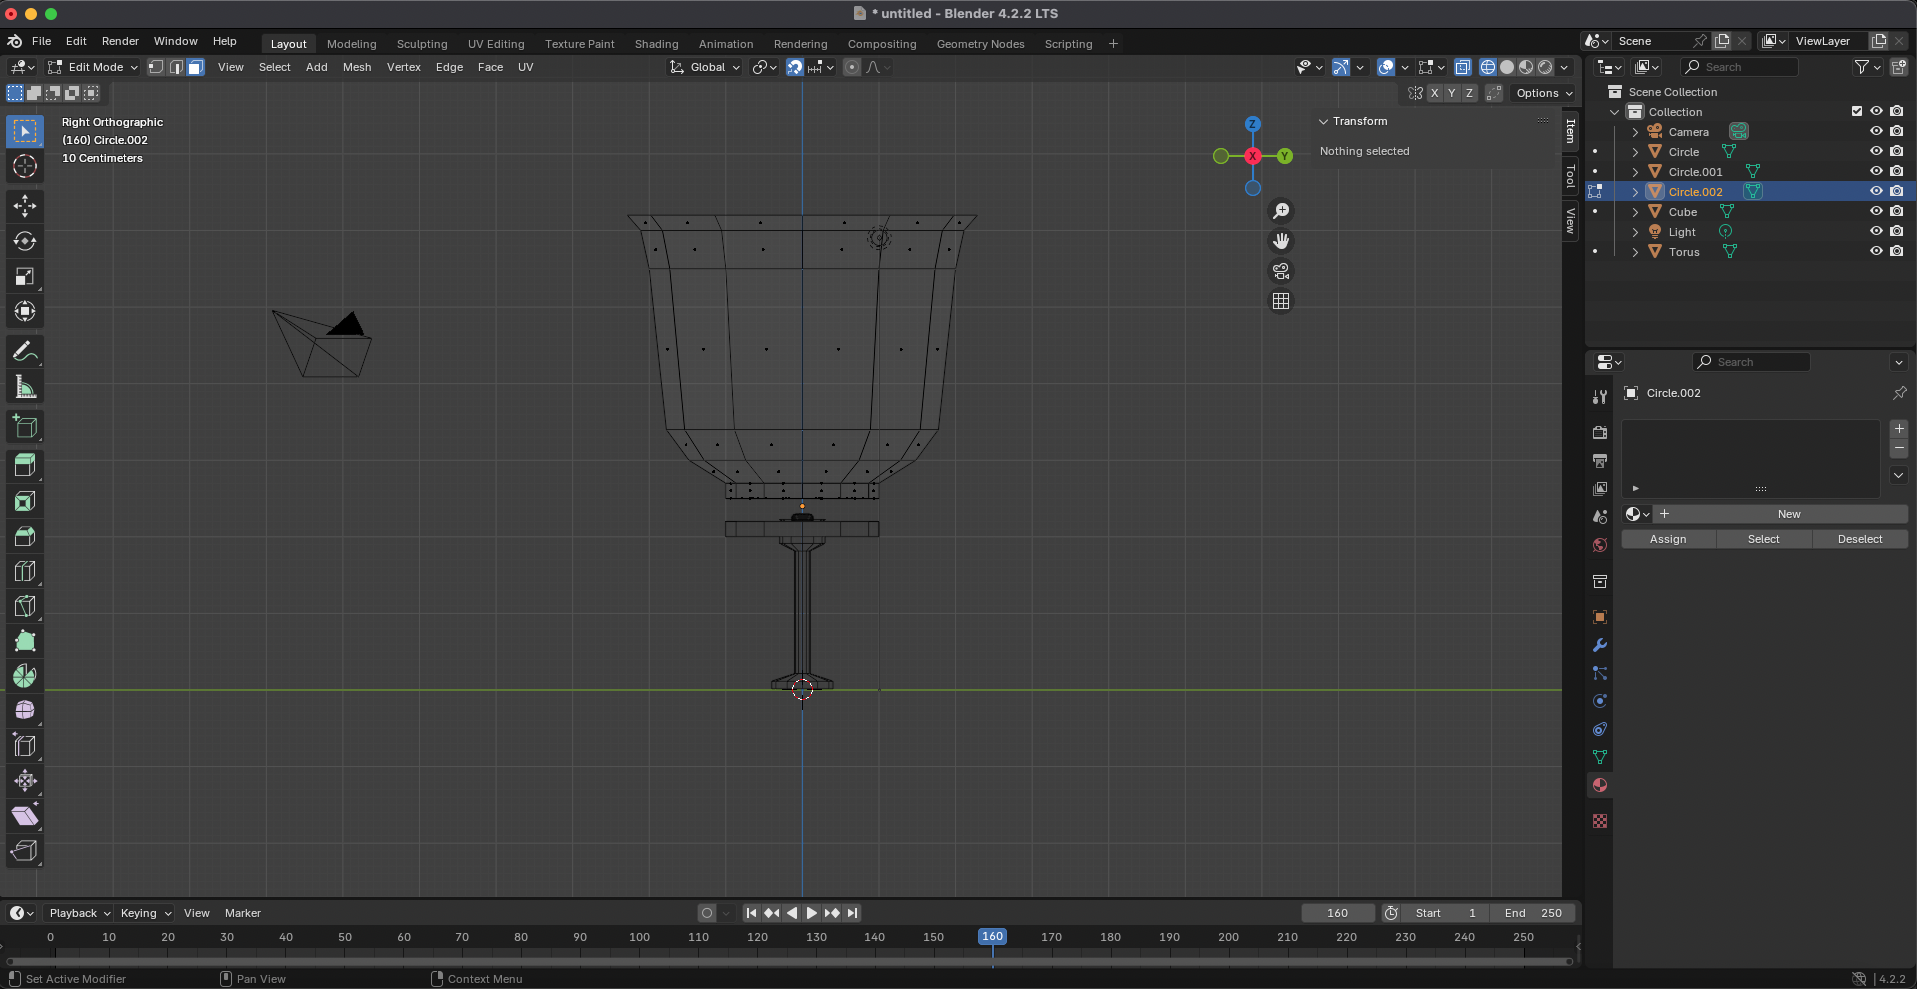 * untitled - Blender 4.2.2 LTS
File Edit Render Window Help Layout Modeling Sculpting UV Editing Texture Paint Shading Animation Rendering Compositing Geometry Nodes Scripting + Scene ViewLayer
Edit Mode View Select Add Mesh Vertex Edge Face UV Global Search
X Y Z Options
Right Orthographic
(160) Circle.002
10 Centimeters
Z
X
Y
Transform
Nothing selected
Item
Tool
View
Scene Collection
Collection
Camera
Circle
Circle.001
Circle.002
Cube
Light
Torus
Search
Circle.002
New
Assign Select Deselect
Playback Keying View Marker 160 Start 1 End 250
0 10 20 30 40 50 60 70 80 90 100 110 120 130 140 150 160 170 180 190 200 210 220 230 240 250
Set Active Modifier Pan View Context Menu 4.2.2